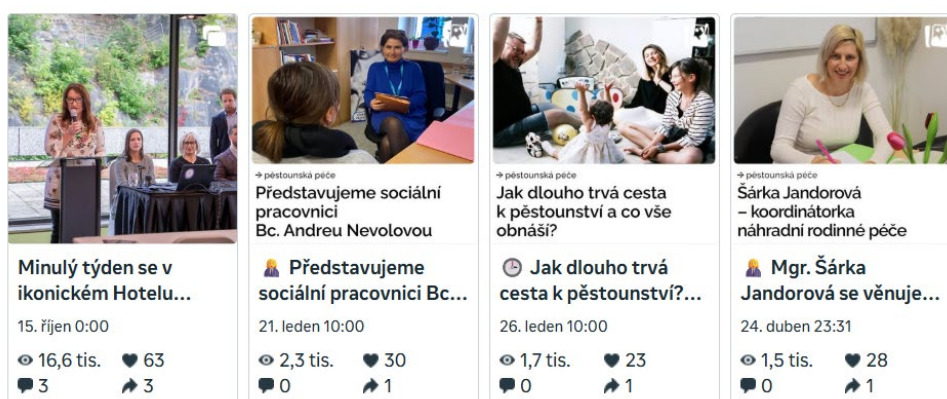 → pěstounská péče
Představujeme sociální
pracovnici
Bc. Andreu Nevolovou
→ pěstounská péče
Jak dlouho trvá cesta
k pěstounství a co vše
obnáší?
→ pěstounská péče
Šárka Jandorová
– koordinátorka
náhradní rodinné péče
Minulý týden se v
ikonickém Hotelu...
15. říjen 0:00
16,6 tis. 63
3 3
Představujeme
sociální pracovnici Bc...
21. leden 10:00
2,3 tis. 30
0 1
Jak dlouho trvá
cesta k pěstounství?...
26. leden 10:00
1,7 tis. 23
0 1
Mgr. Šárka
Jandorová se věnuje...
24. duben 23:31
1,5 tis. 28
0 1